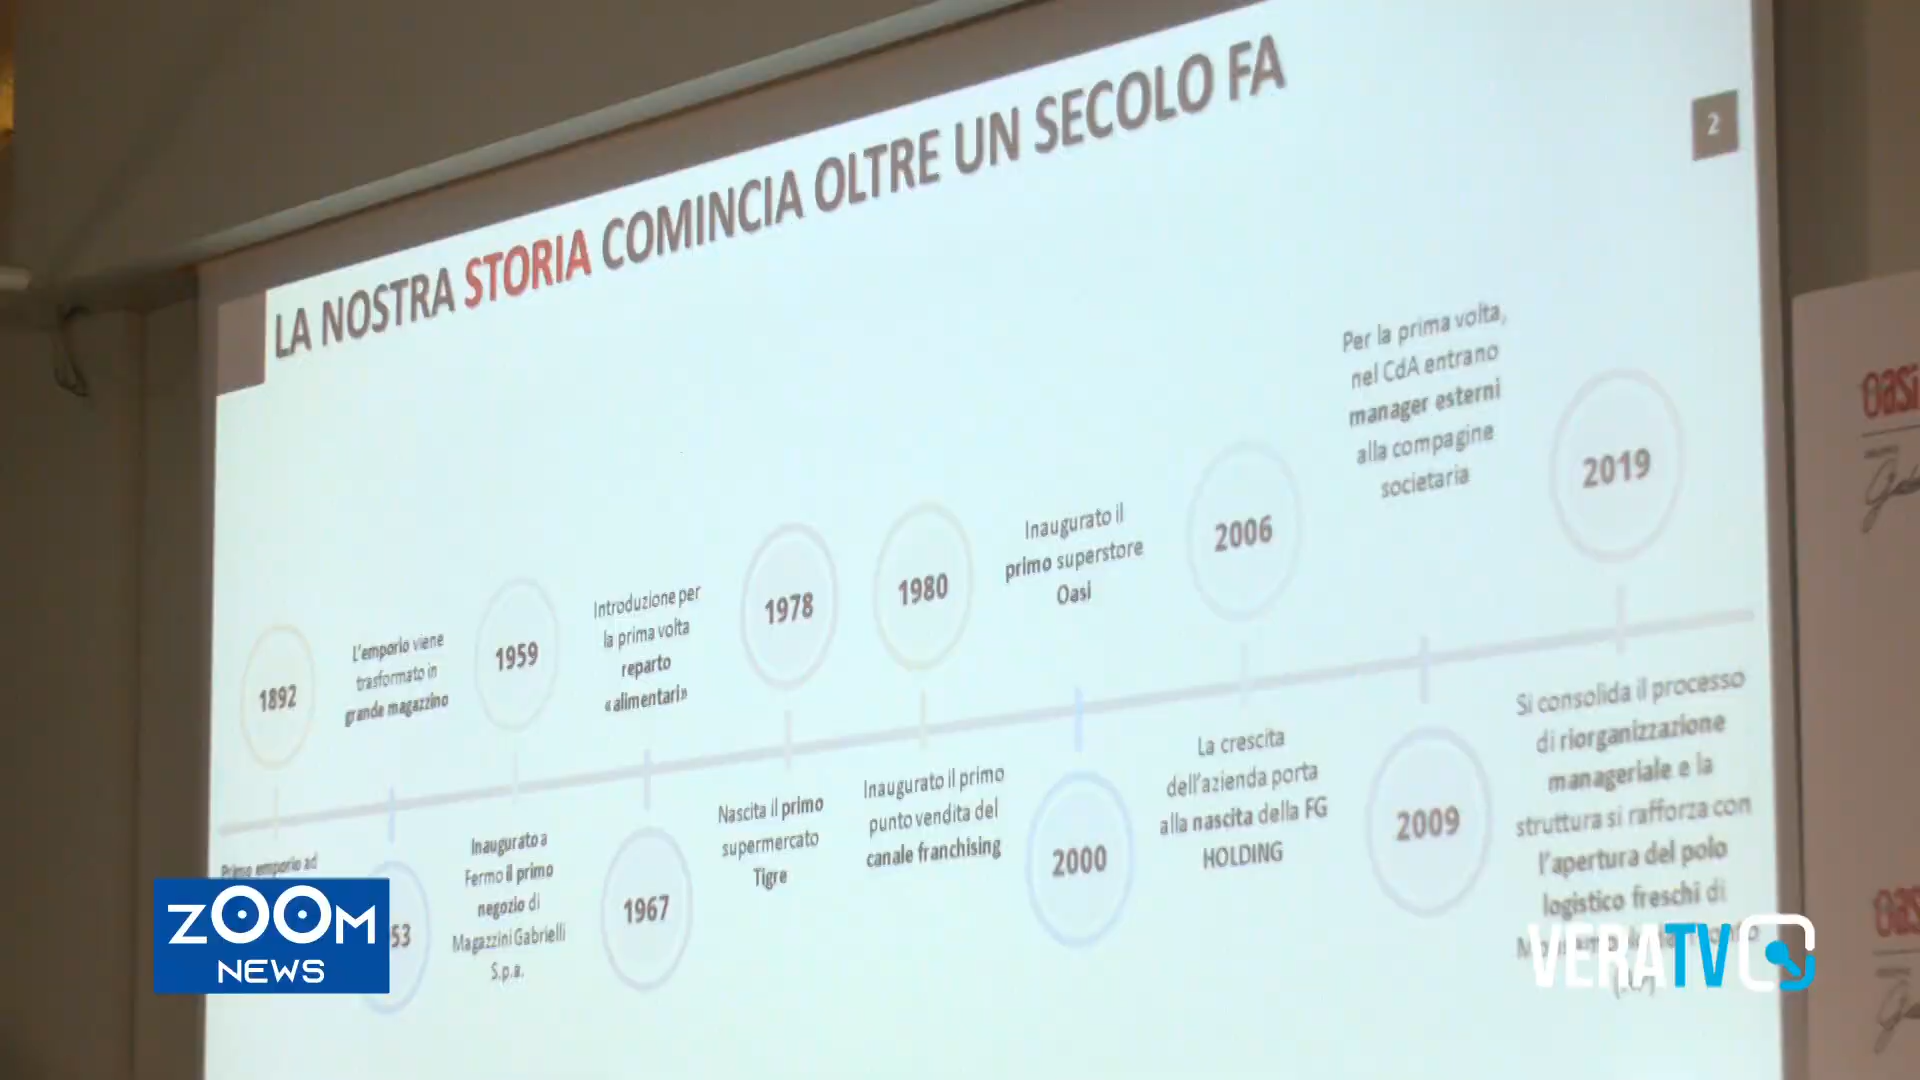 LA NOSTRA STORIA COMINCIA OLTRE UN SECOLO FA
2
1892
Primo emporio ad
53
L'emporio viene
trasformato in
grande magazzino
1959
Inaugurato a
Fermo il primo
negozio di
Magazzini Gabrielli
S.p.a.
1967
Introduzione per
la prima volta
reparto
«alimentari»
1978
Nascita il primo
supermercato
Tigre
1980
Inaugurato il primo
punto vendita del
canale franchising
2000
Inaugurato il
primo superstore
Oasi
2006
La crescita
dell'azienda porta
alla nascita della FG
HOLDING
2009
Per la prima volta,
nel CdA entrano
manager esterni
alla compagine
societaria
2019
Si consolida il processo
di riorganizzazione
manageriale e la
struttura si rafforza con
l'apertura del polo
logistico freschi di
Oasi
ZOOM
NEWS
VERATV